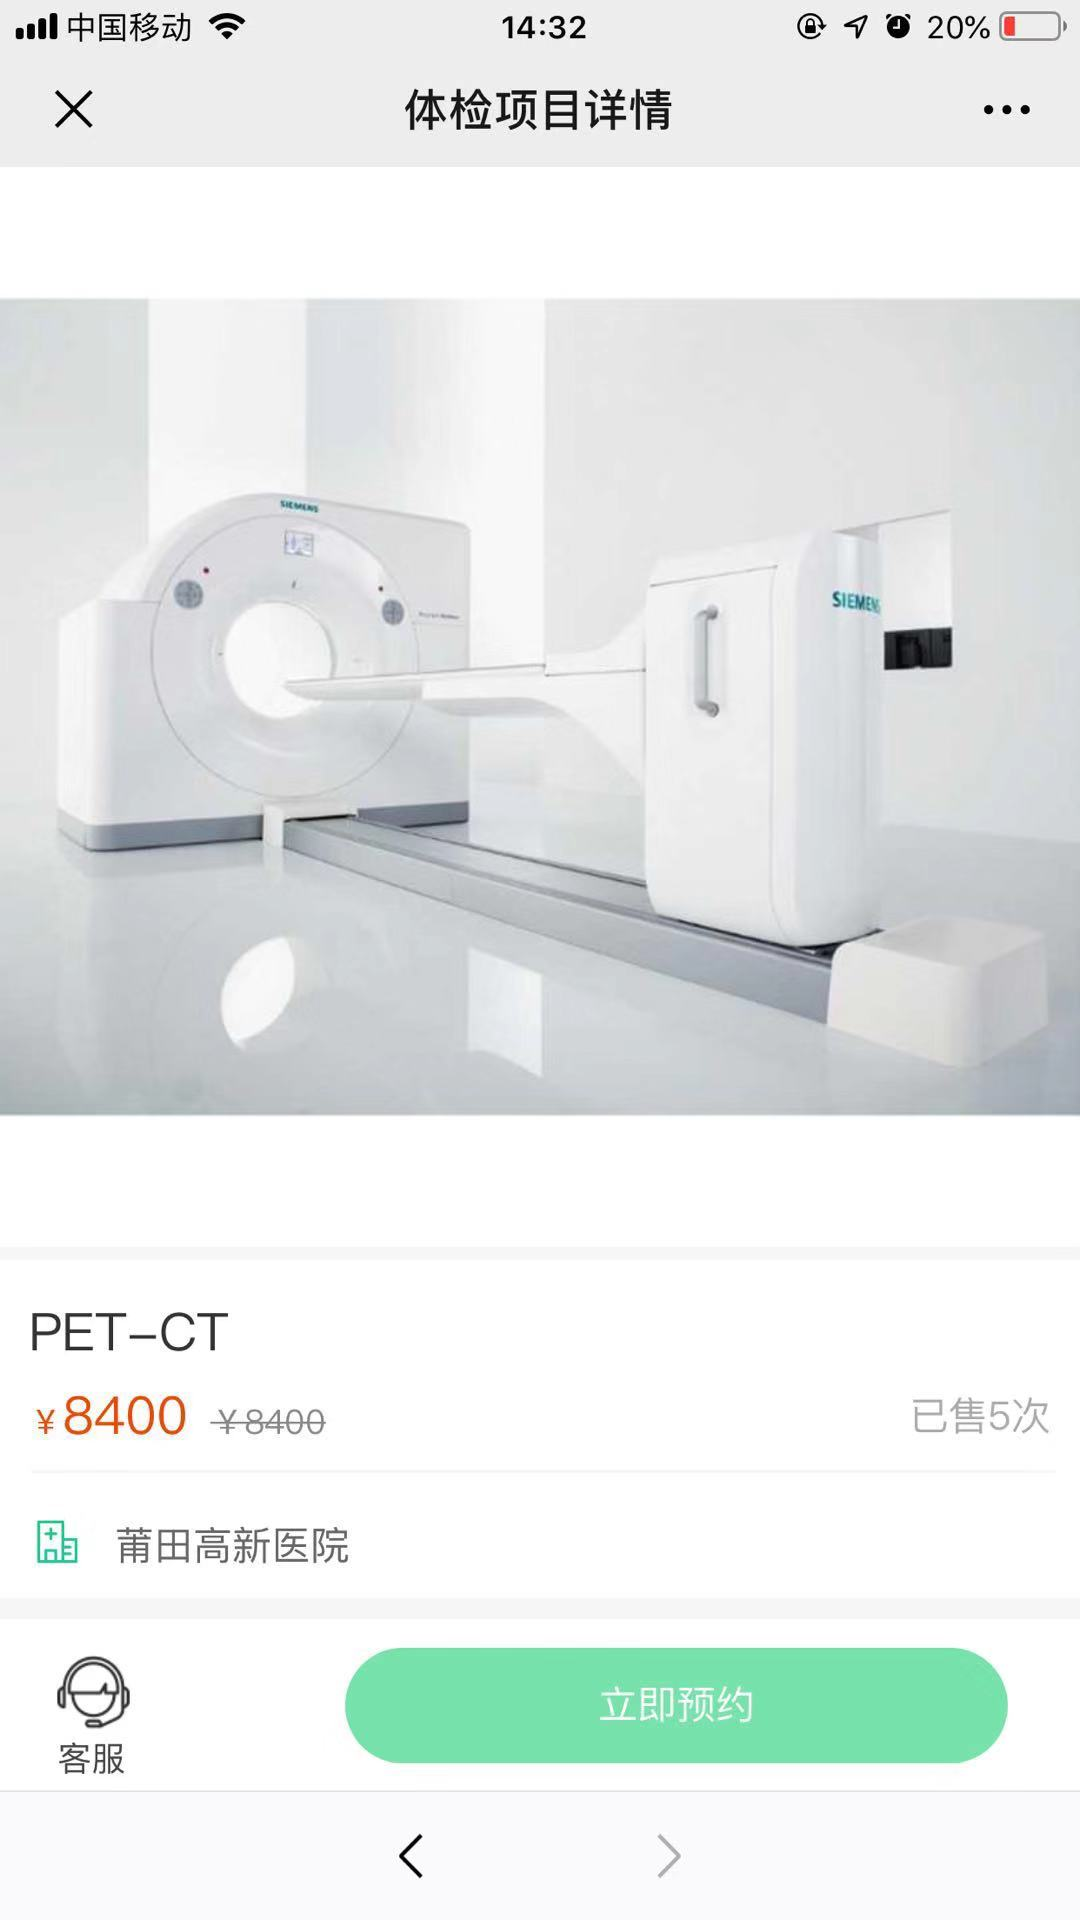 中国移动 14:32 20%
体检项目详情
SIEMENS
SIEMENS
PET-CT
¥8400 ¥8400 已售5次
莆田高新医院
客服 立即预约